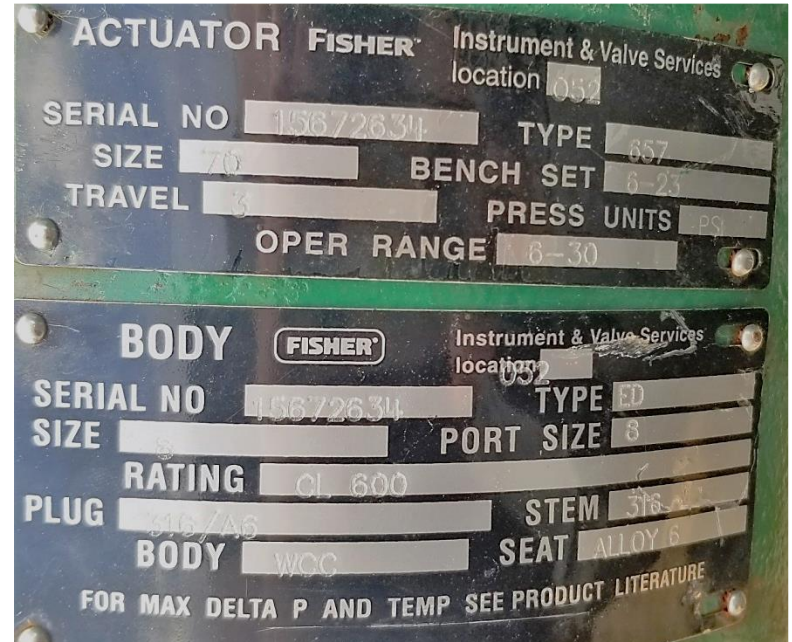 ACTUATOR FISHER Instrument & Valve Services
location 052
SERIAL NO 15672634 TYPE 657
SIZE 70 BENCH SET 6-23
TRAVEL 3 PRESS UNITS PSI
OPER RANGE 6-30
BODY FISHER Instrument & Valve Services
location 052
SERIAL NO 15672634 TYPE ED
SIZE 8 PORT SIZE 8
RATING CL 600
PLUG 316/A6 STEM 316
BODY WCC SEAT ALLOY 6
FOR MAX DELTA P AND TEMP SEE PRODUCT LITERATURE